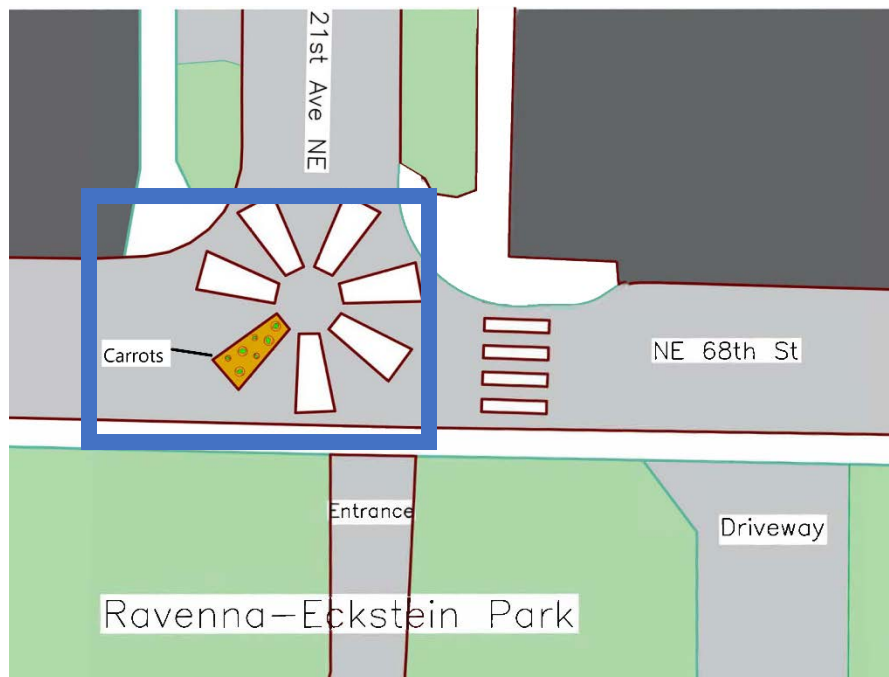 21st Ave NE
Carrots
NE 68th St
Entrance
Driveway
Ravenna-Eckstein Park